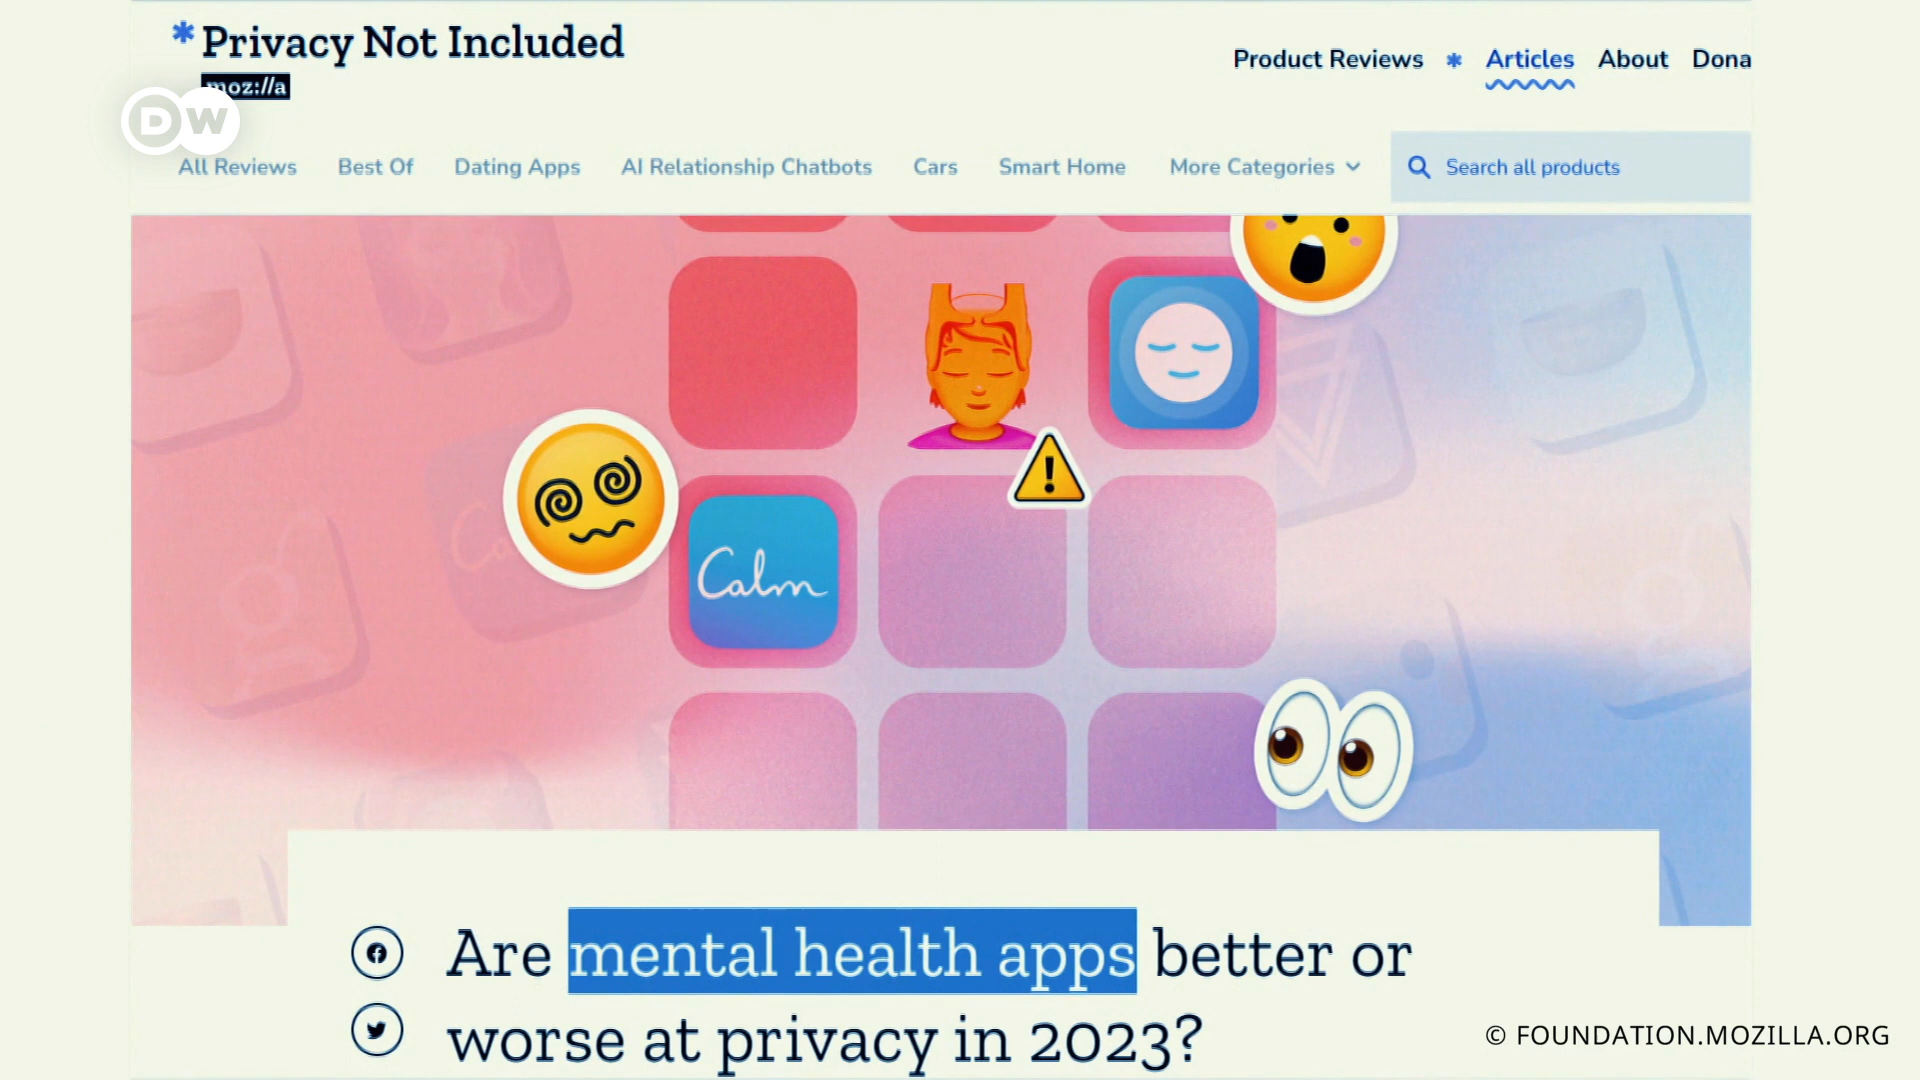 *Privacy Not Included
moz://a
Product Reviews * Articles About Dona
DW
All Reviews Best Of Dating Apps AI Relationship Chatbots Cars Smart Home More Categories Search all products
Calm
Are mental health apps better or
worse at privacy in 2023?
© FOUNDATION.MOZILLA.ORG